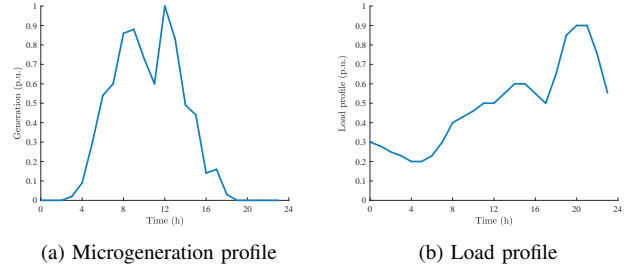 1
0.9
0.8
0.7
0.6
0.5
0.4
0.3
0.2
0.1
0
Generation (p.u.)
0 4 8 12 16 20 24
Time (h)
(a) Microgeneration profile
1
0.9
0.8
0.7
0.6
0.5
0.4
0.3
0.2
0.1
0
Load profile (p.u.)
0 4 8 12 16 20 24
Time (h)
(b) Load profile